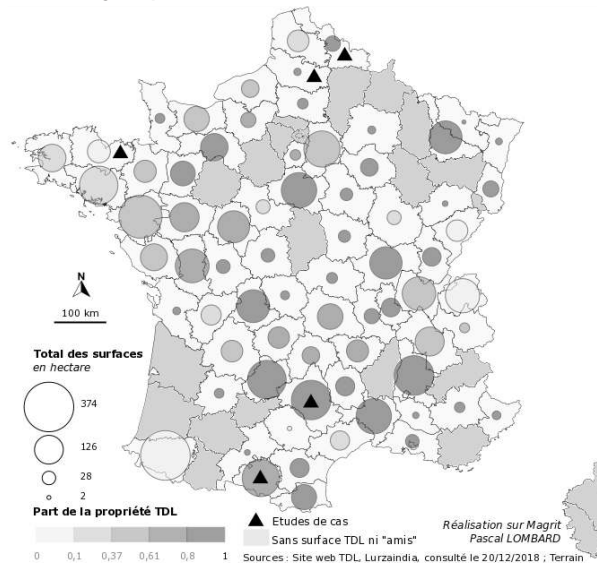 N
100 km
Total des surfaces
en hectare
374
126
28
2
Part de la propriété TDL
0 0,1 0,37 0,61 0,8 1
Etudes de cas
Sans surface TDL ni "amis"
Réalisation sur Magrit
Pascal LOMBARD
Sources : Site web TDL, Lurzaindia, consulté le 20/12/2018 ; Terrain